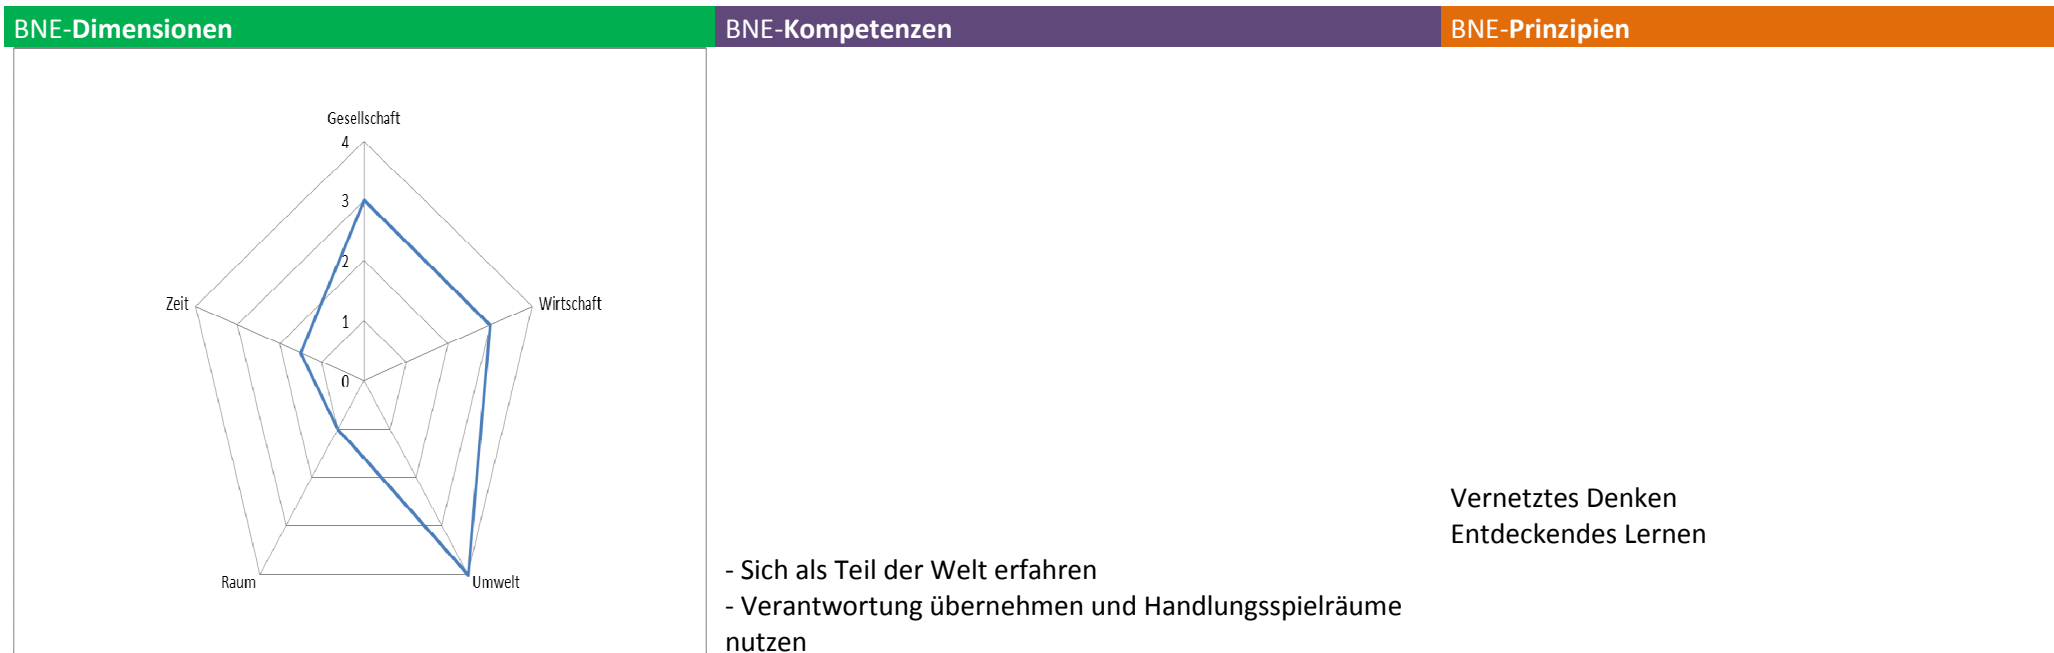 BNE-Dimensionen
BNE-Kompetenzen
BNE-Prinzipien
Gesellschaft
4
3
2
1
0
Zeit
Wirtschaft
Raum
Umwelt
- Sich als Teil der Welt erfahren
- Verantwortung übernehmen und Handlungsspielräume
nutzen
Vernetztes Denken
Entdeckendes Lernen